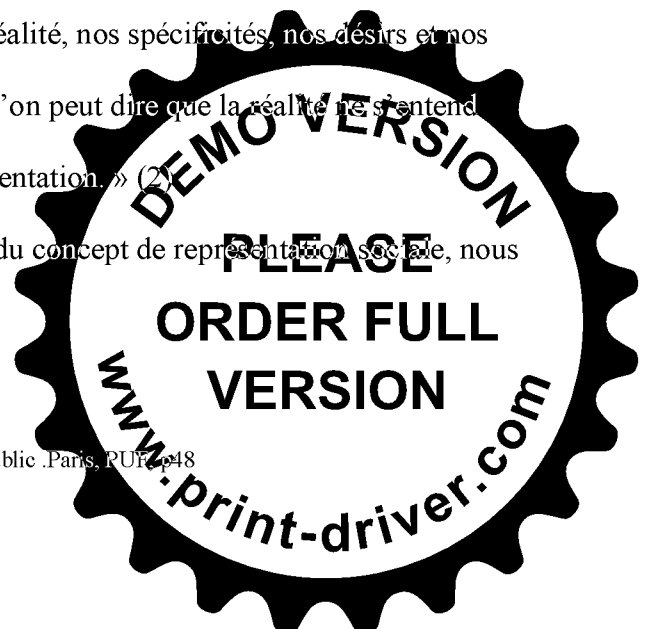 éalité, nos spécificités, nos désirs et nos
’on peut dire que la réalité ne s’entend
entation. » (2)
du concept de représentation sociale, nous
blic .Paris, PUF. p48
DEMO VERSION
PLEASE
ORDER FULL
VERSION
www.print-driver.com